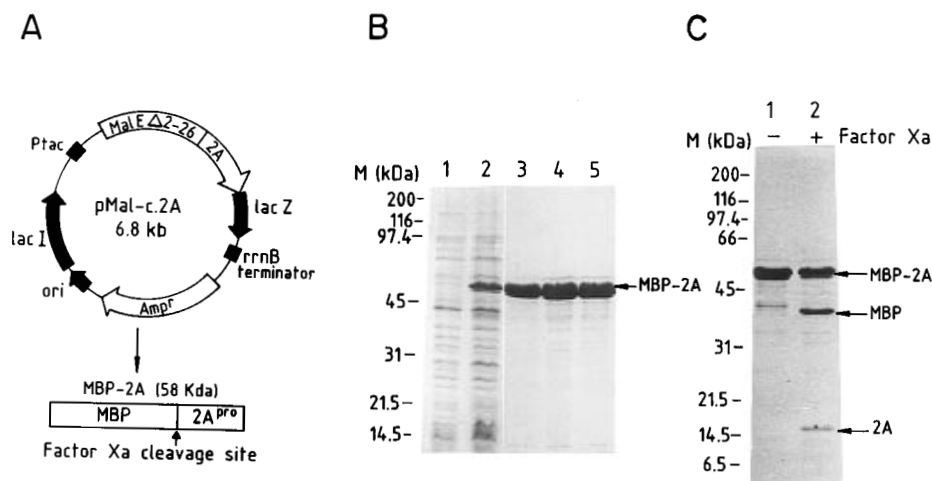 A
MalE Δ2-26 2A
Ptac
pMal-c.2A
6.8 kb
lac Z
lac I
rrnB
terminator
ori
Ampr
MBP-2A (58 Kda)
MBP 2Apro
Factor Xa cleavage site
B
M (kDa) 1 2 3 4 5
200-
116-
97.4-
MBP-2A
45-
31-
21.5-
14.5-
C
1 2
M (kDa) − + Factor Xa
200-
116-
97.4-
66-
MBP-2A
45-
MBP
31-
21.5-
14.5-
2A
6.5-